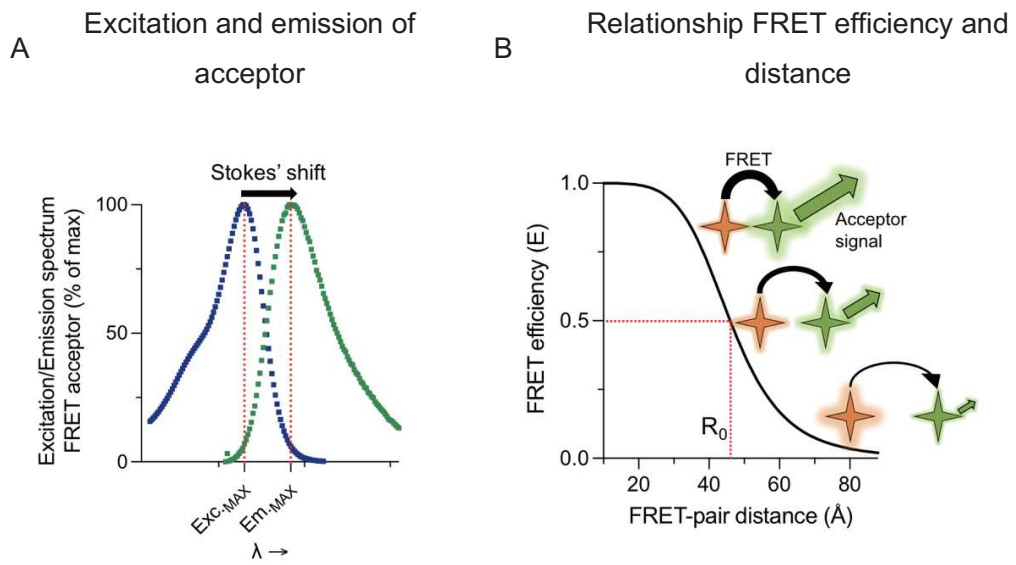 A
Excitation and emission of
acceptor
Stokes' shift
Excitation/Emission spectrum
FRET acceptor (% of max)
100
50
0
Exc.MAX
Em.MAX
λ →
B
Relationship FRET efficiency and
distance
FRET
Acceptor
signal
FRET efficiency (E)
1.0
0.5
0.0
R0
20 40 60 80
FRET-pair distance (Å)